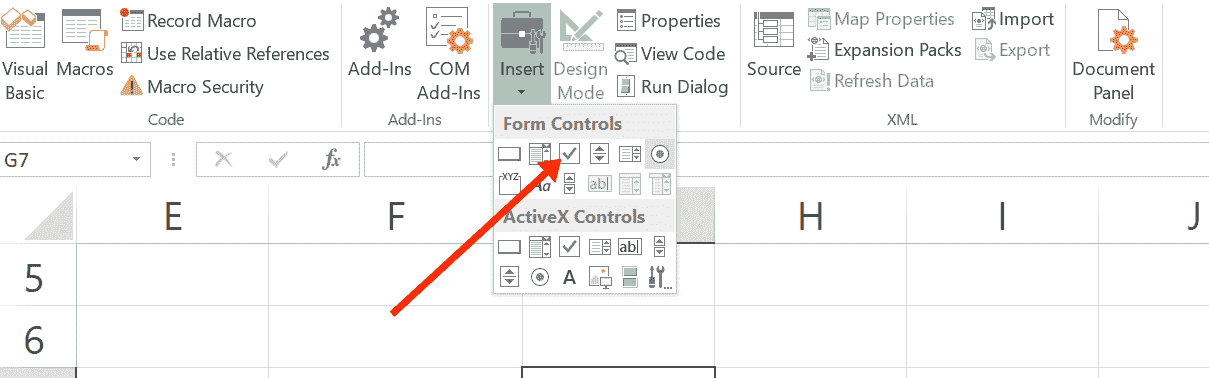 Visual Basic
Macros
Record Macro
Use Relative References
Macro Security
Code
Add-Ins
COM Add-Ins
Add-Ins
Insert
Design Mode
Properties
View Code
Run Dialog
Source
Map Properties
Expansion Packs
Refresh Data
Import
Export
XML
Document Panel
Modify
Form Controls
XYZ
Aa
ab|
ActiveX Controls
ab|
A
...
G7
fx
E
F
H
I
J
5
6